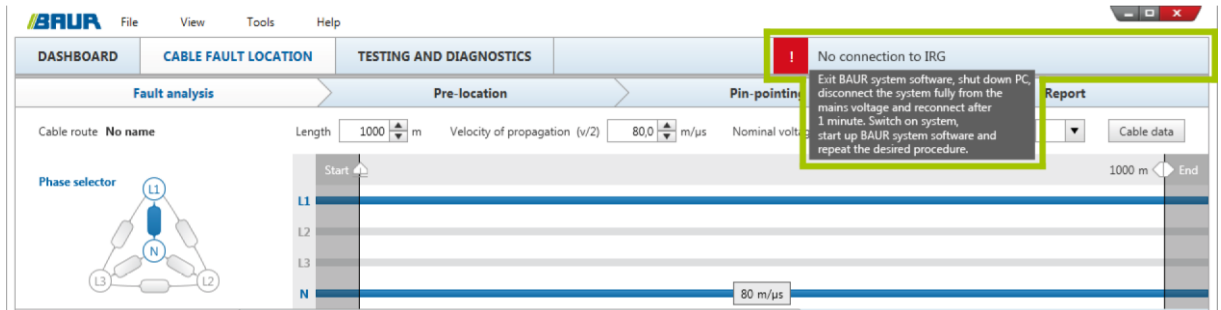 BAUR File View Tools Help
DASHBOARD CABLE FAULT LOCATION TESTING AND DIAGNOSTICS ! No connection to IRG
Fault analysis Pre-location Pin-pointing Report
Exit BAUR system software, shut down PC,
disconnect the system fully from the
mains voltage and reconnect after
1 minute. Switch on system,
start up BAUR system software and
repeat the desired procedure.
Cable route No name Length 1000 m Velocity of propagation (v/2) 80,0 m/µs Nominal voltag Cable data
Phase selector
Start 1000 m End
L1
N
L3 L2
L1
L2
L3
N
80 m/µs